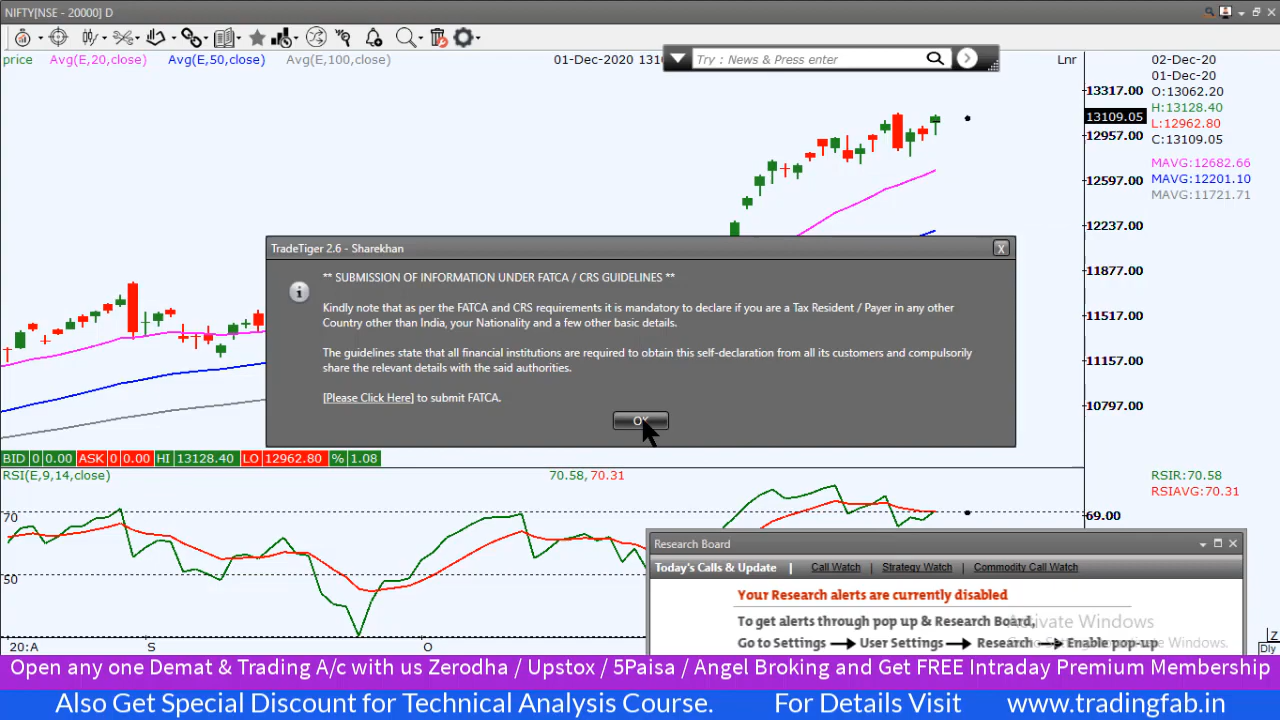 NIFTY[NSE - 20000] D
price Avg(E,20,close) Avg(E,50,close) Avg(E,100,close)
01-Dec-2020 1310
Try : News & Press enter
Lnr
02-Dec-20
01-Dec-20
O:13062.20
H:13128.40
L:12962.80
C:13109.05
MAVG:12682.66
MAVG:12201.10
MAVG:11721.71
13317.00
13109.05
12957.00
12597.00
12237.00
11877.00
11517.00
11157.00
10797.00
TradeTiger 2.6 - Sharekhan
X
** SUBMISSION OF INFORMATION UNDER FATCA / CRS GUIDELINES **
Kindly note that as per the FATCA and CRS requirements it is mandatory to declare if you are a Tax Resident / Payer in any other
Country other than India, your Nationality and a few other basic details.
The guidelines state that all financial institutions are required to obtain this self-declaration from all its customers and compulsorily
share the relevant details with the said authorities.
[Please Click Here] to submit FATCA.
OK
BID 0 0.00 ASK 0 0.00 HI 13128.40 LO 12962.80 % 1.08
RSI(E,9,14,close)
70.58, 70.31
RSIR:70.58
RSIAVG:70.31
70
69.00
50
Research Board
Today's Calls & Update | Call Watch | Strategy Watch | Commodity Call Watch
Your Research alerts are currently disabled
To get alerts through pop up & Research Board,
Go to Settings User Settings Research Enable pop-up
Activate Windows
20:A S O
Z
Dly
Open any one Demat & Trading A/c with us Zerodha / Upstox / 5Paisa / Angel Broking and Get FREE Intraday Premium Membership
Also Get Special Discount for Technical Analysis Course. For Details Visit www.tradingfab.in